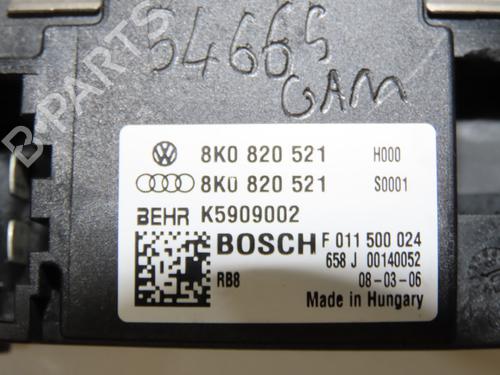 54665
GAM
8K0 820 521 H000
8K0 820 521 S0001
BEHR K5909002
BOSCH F 011 500 024
658 J 00140052
RB8 08-03-06
Made in Hungary
B-PARTS